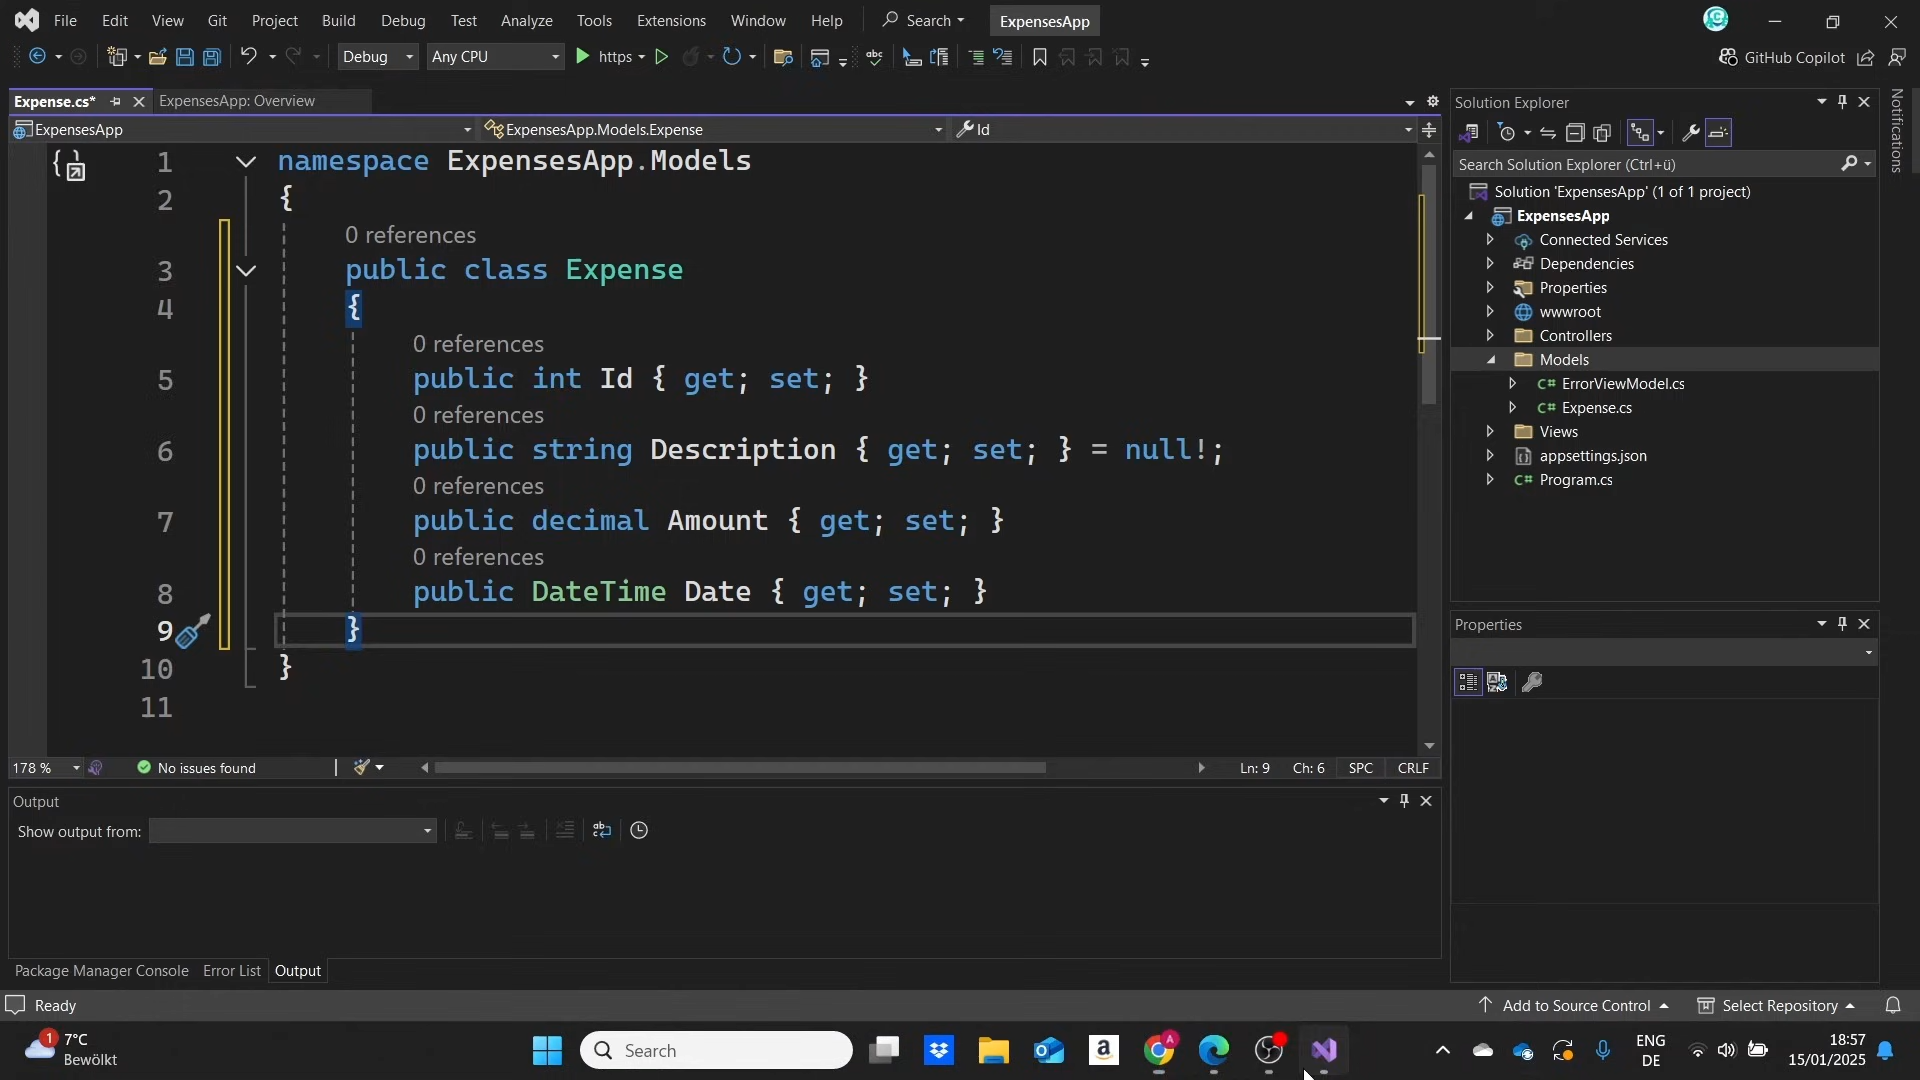 File Edit View Git Project Build Debug Test Analyze Tools Extensions Window Help Search ExpensesApp
Debug Any CPU https GitHub Copilot
Expense.cs* ExpensesApp: Overview
ExpensesApp ExpensesApp.Models.Expense Id
1 namespace ExpensesApp.Models
2 {
0 references
3 public class Expense
4 {
0 references
5 public int Id { get; set; }
0 references
6 public string Description { get; set; } = null!;
0 references
7 public decimal Amount { get; set; }
0 references
8 public DateTime Date { get; set; }
9 }
10 }
11
178 % No issues found Ln: 9 Ch: 6 SPC CRLF
Output
Show output from:
Package Manager Console Error List Output
Solution Explorer
Search Solution Explorer (Ctrl+ü)
Solution 'ExpensesApp' (1 of 1 project)
ExpensesApp
Connected Services
Dependencies
Properties
wwwroot
Controllers
Models
C# ErrorViewModel.cs
C# Expense.cs
Views
appsettings.json
C# Program.cs
Properties
Notifications
Ready Add to Source Control Select Repository
1 7°C
Bewölkt
Search
ENG
DE
18:57
15/01/2025